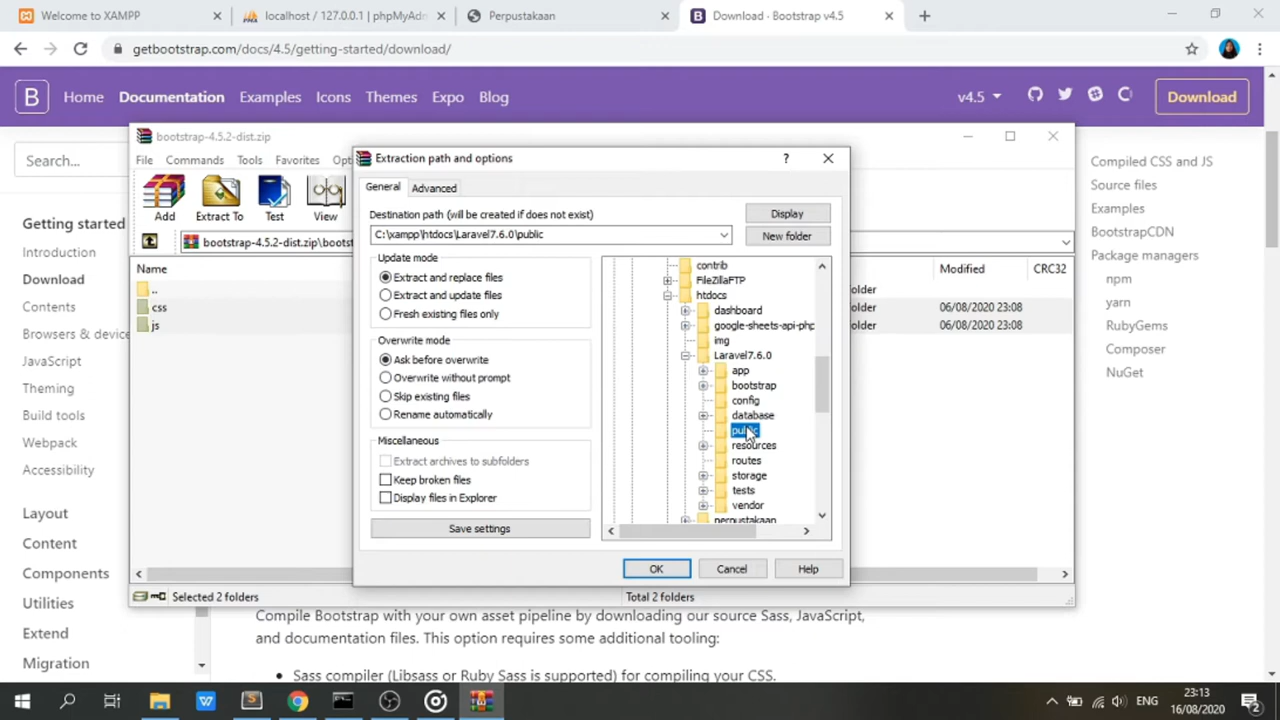 Welcome to XAMPP
localhost / 127.0.0.1 | phpMyAdm
Perpustakaan
Download · Bootstrap v4.5
getbootstrap.com/docs/4.5/getting-started/download/
B Home Documentation Examples Icons Themes Expo Blog v4.5 Download
Search...
Getting started
Introduction
Download
Contents
Browsers & device
JavaScript
Theming
Build tools
Webpack
Accessibility
Layout
Content
Components
Utilities
Extend
Migration
bootstrap-4.5.2-dist.zip
File Commands Tools Favorites Opt
Add Extract To Test View
bootstrap-4.5.2-dist.zip\bootst
Name Modified CRC32
.. older
css older 06/08/2020 23:08
js older 06/08/2020 23:08
Selected 2 folders Total 2 folders
Extraction path and options ?
General Advanced
Destination path (will be created if does not exist) Display
C:\xampp\htdocs\Laravel7.6.0\public New folder
Update mode
Extract and replace files
Extract and update files
Fresh existing files only
Overwrite mode
Ask before overwrite
Overwrite without prompt
Skip existing files
Rename automatically
Miscellaneous
Extract archives to subfolders
Keep broken files
Display files in Explorer
Save settings
contrib
FileZillaFTP
htdocs
dashboard
google-sheets-api-php
img
Laravel7.6.0
app
bootstrap
config
database
public
resources
routes
storage
tests
vendor
perpustakaan
OK Cancel Help
Compiled CSS and JS
Source files
Examples
BootstrapCDN
Package managers
npm
yarn
RubyGems
Composer
NuGet
Compile Bootstrap with your own asset pipeline by downloading our source Sass, JavaScript,
and documentation files. This option requires some additional tooling:
• Sass compiler (Libsass or Ruby Sass is supported) for compiling your CSS.
ENG
23:13
16/08/2020
2